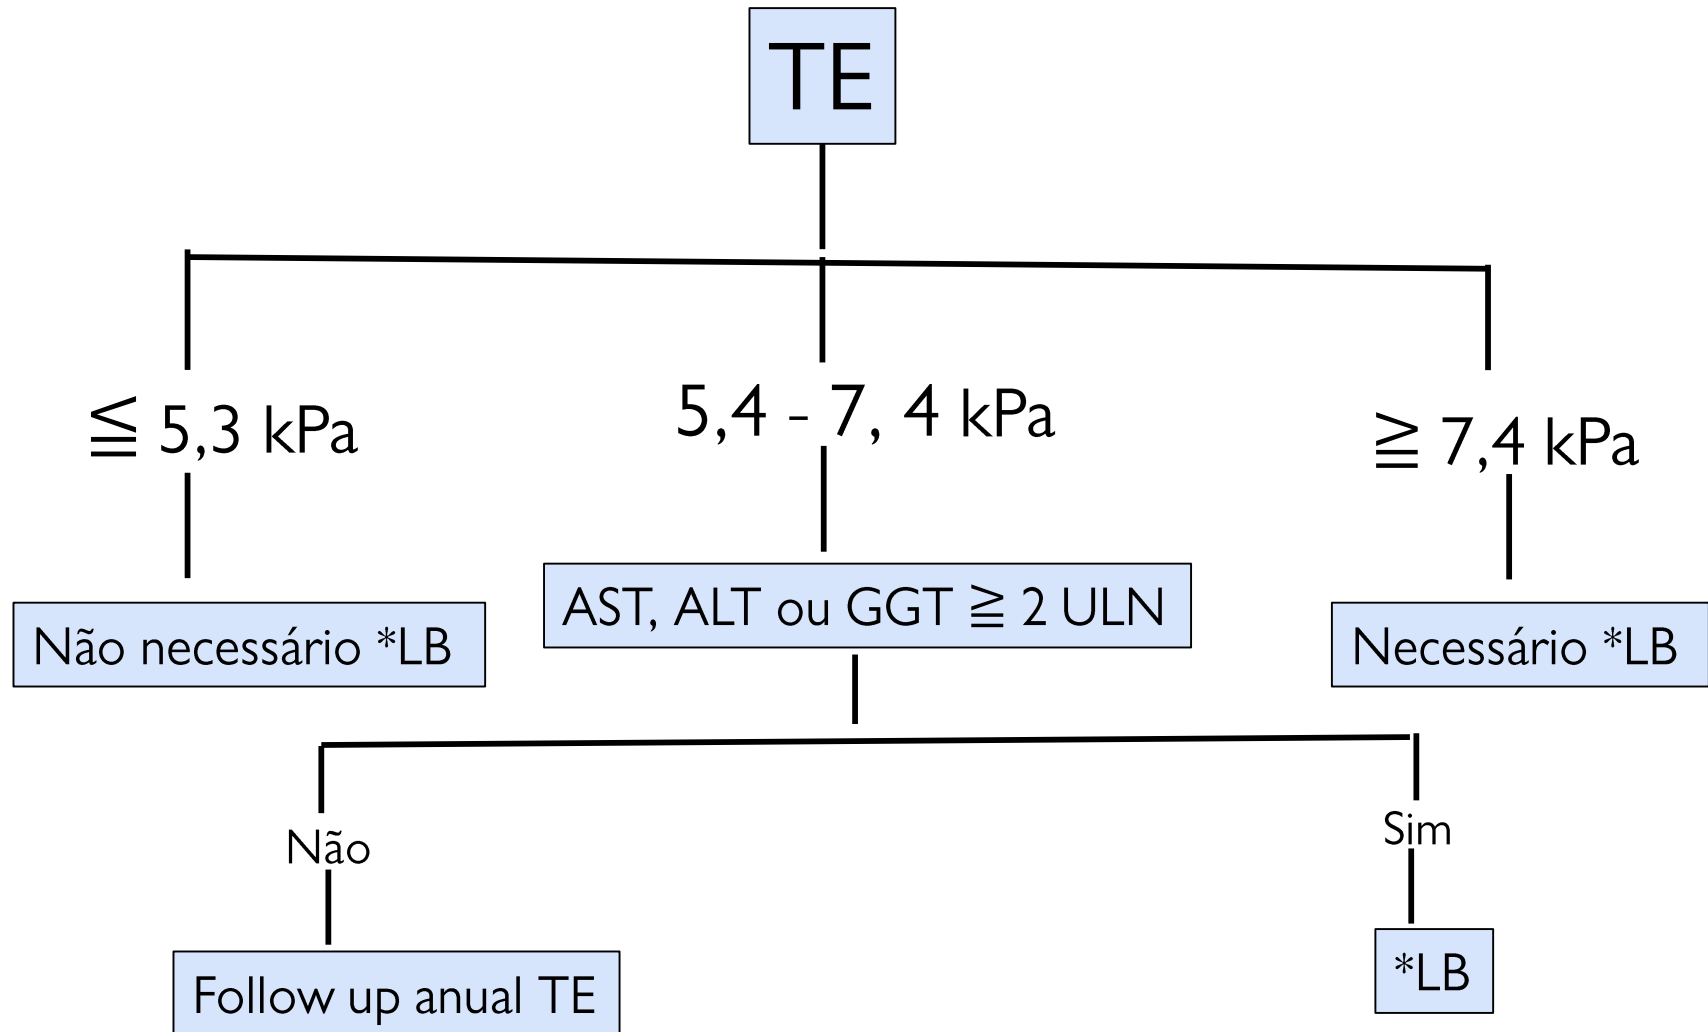 TE
≦ 5,3 kPa
5,4 - 7, 4 kPa
≧ 7,4 kPa
Não necessário *LB
AST, ALT ou GGT ≧ 2 ULN
Necessário *LB
Não
Sim
Follow up anual TE
*LB